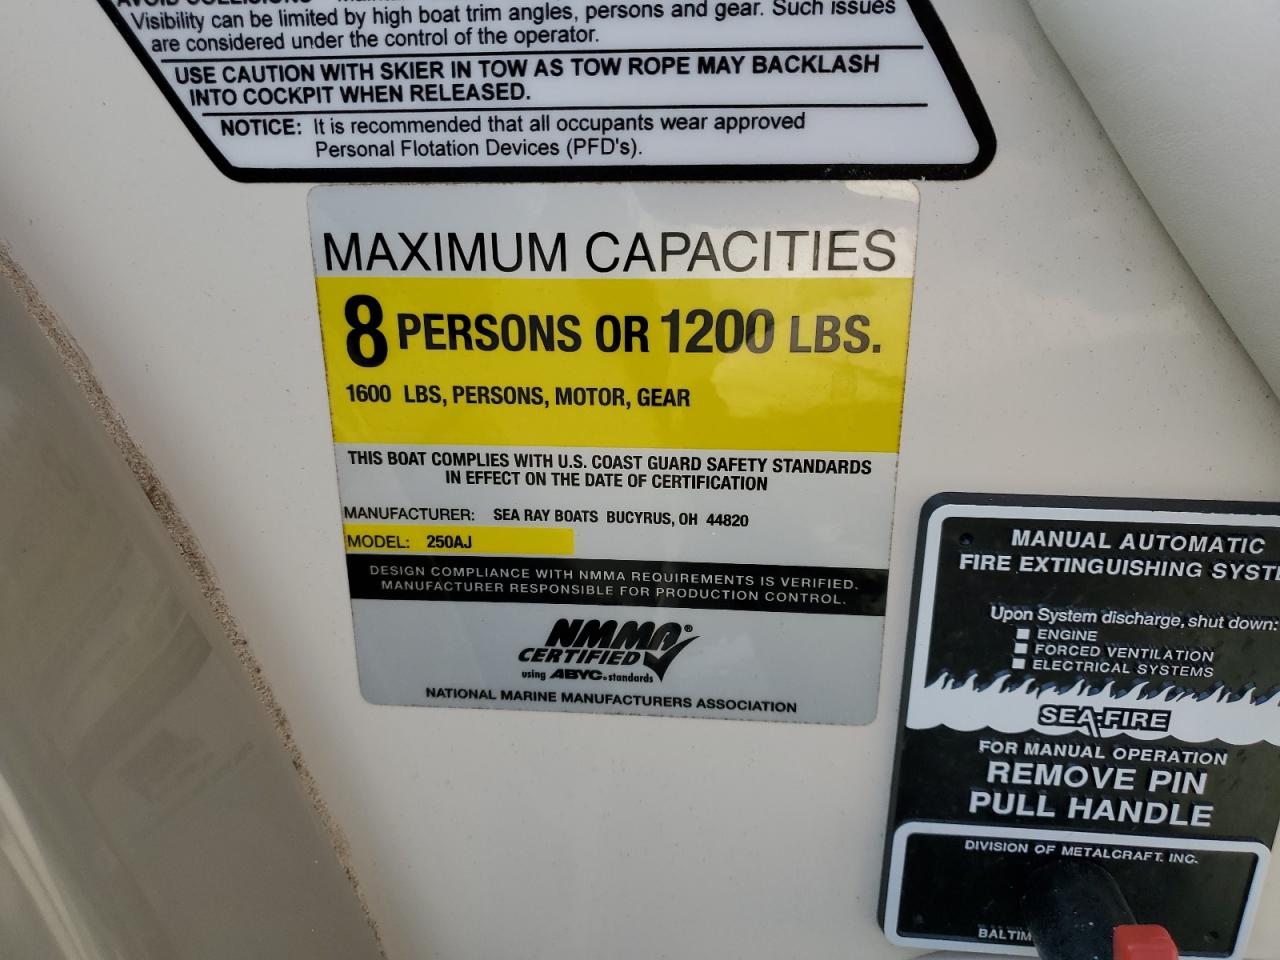 AVOID COLLISIONS
Visibility can be limited by high boat trim angles, persons and gear. Such issues
are considered under the control of the operator.
USE CAUTION WITH SKIER IN TOW AS TOW ROPE MAY BACKLASH
INTO COCKPIT WHEN RELEASED.
NOTICE: It is recommended that all occupants wear approved
Personal Flotation Devices (PFD's).
MAXIMUM CAPACITIES
8 PERSONS OR 1200 LBS.
1600 LBS, PERSONS, MOTOR, GEAR
THIS BOAT COMPLIES WITH U.S. COAST GUARD SAFETY STANDARDS
IN EFFECT ON THE DATE OF CERTIFICATION
MANUFACTURER: SEA RAY BOATS BUCYRUS, OH 44820
MODEL: 250AJ
DESIGN COMPLIANCE WITH NMMA REQUIREMENTS IS VERIFIED.
MANUFACTURER RESPONSIBLE FOR PRODUCTION CONTROL.
NMMA®
CERTIFIED
using ABYC® standards
NATIONAL MARINE MANUFACTURERS ASSOCIATION
MANUAL AUTOMATIC
FIRE EXTINGUISHING SYSTE
Upon System discharge, shut down:
ENGINE
FORCED VENTILATION
ELECTRICAL SYSTEMS
SEA-FIRE
FOR MANUAL OPERATION
REMOVE PIN
PULL HANDLE
DIVISION OF METALCRAFT, INC.
BALTIM